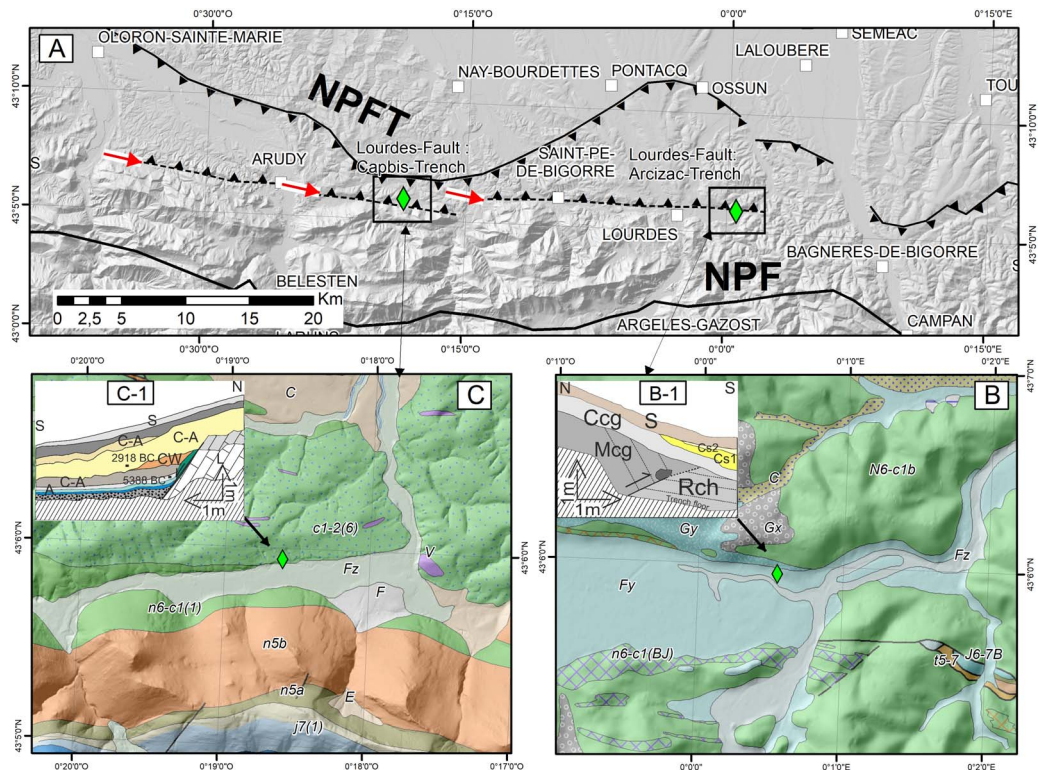 0°30'0"O
0°15'0"O
0°0'0"
0°15'0"E
A
OLORON-SAINTE-MARIE
SEMEAC
LALOUBERE
NAY-BOURDETTES
PONTACQ
OSSUN
TOU
43°10'0"N
43°10'0"N
NPFT
Lourdes-Fault :
Capbis-Trench
ARUDY
SAINT-PE-
DE-BIGORRE
Lourdes-Fault:
Arcizac-Trench
S
43°5'0"N
43°5'0"N
LOURDES
BAGNERES-DE-BIGORRE
NPF
BELESTEN
Km
0 2,5 5 10 15 20
ARGELES-GAZOST
CAMPAN
S
43°0'0"N
43°0'0"N
0°15'0"O
0°0'0"
0°20'0"O
0°19'0"O
0°18'0"O
C-1
N
S
S
C-A
C-A
2918 BC
CW
C-A
5388 BC
A
L
1m
1m
C
C
c1-2(6)
V
Fz
F
n6-c1(1)
n5b
n5a
E
j7(1)
43°6'0"N
43°5'0"N
0°20'0"O
0°19'0"O
0°18'0"O
0°17'0"O
0°10'0"O
0°0'0"
0°1'0"E
0°2'0"E
B-1
N
S
Ccg
S
Mcg
Cs2
Cs1
Rch
Trench floor
1m
1m
B
43°7'0"N
N6-c1b
C
Gy
Gx
Fz
Fy
n6-c1(BJ)
t5-7
J6-7B
43°6'0"N
43°6'0"N
0°0'0"
0°10'0"E
0°2'0"E